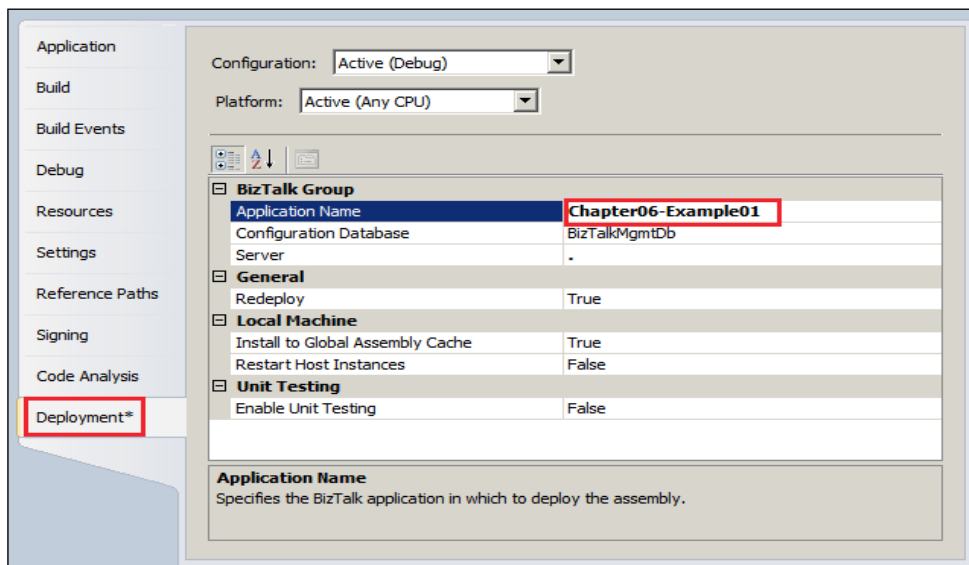 Application
Build
Build Events
Debug
Resources
Settings
Reference Paths
Signing
Code Analysis
Deployment*
Configuration: Active (Debug)
Platform: Active (Any CPU)
BizTalk Group
Application Name Chapter06-Example01
Configuration Database BizTalkMgmtDb
Server .
General
Redeploy True
Local Machine
Install to Global Assembly Cache True
Restart Host Instances False
Unit Testing
Enable Unit Testing False
Application Name
Specifies the BizTalk application in which to deploy the assembly.